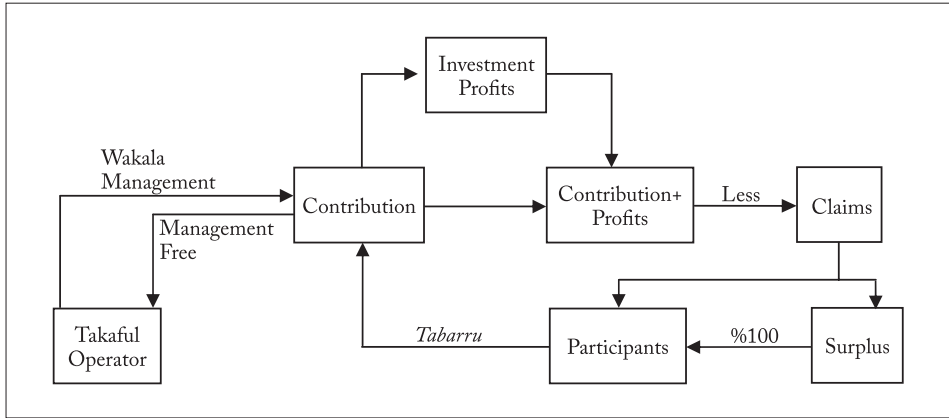 Investment
Profits
Wakala
Management
Contribution
Contribution+
Profits
Less
Claims
Management
Free
Takaful
Operator
Tabarru
Participants
%100
Surplus